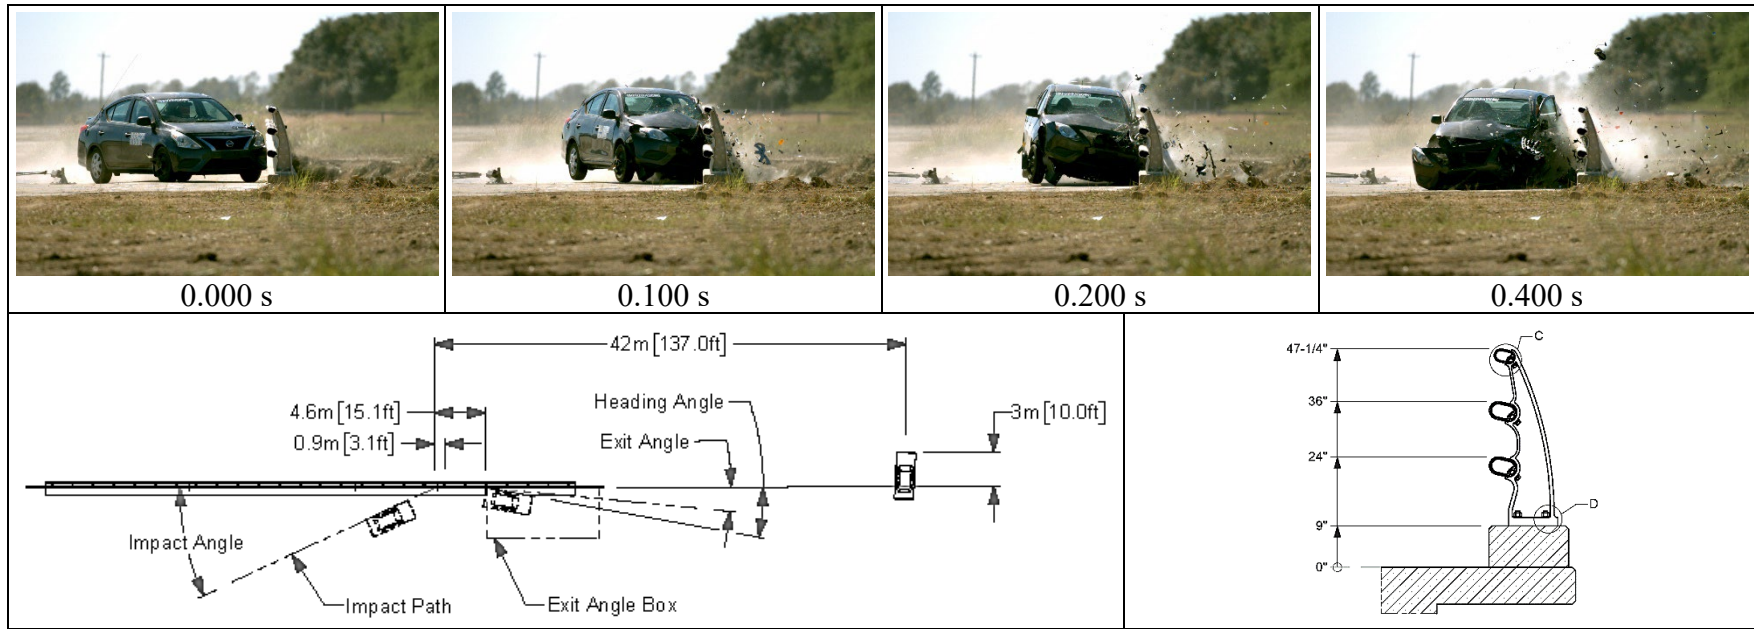 0.000 s
0.100 s
0.200 s
0.400 s
42m[137.0ft]
4.6m[15.1ft]
Heading Angle
3m[10.0ft]
0.9m[3.1ft]
Exit Angle
Impact Angle
Impact Path
Exit Angle Box
C
47-1/4"
36"
24"
D
9"
0"